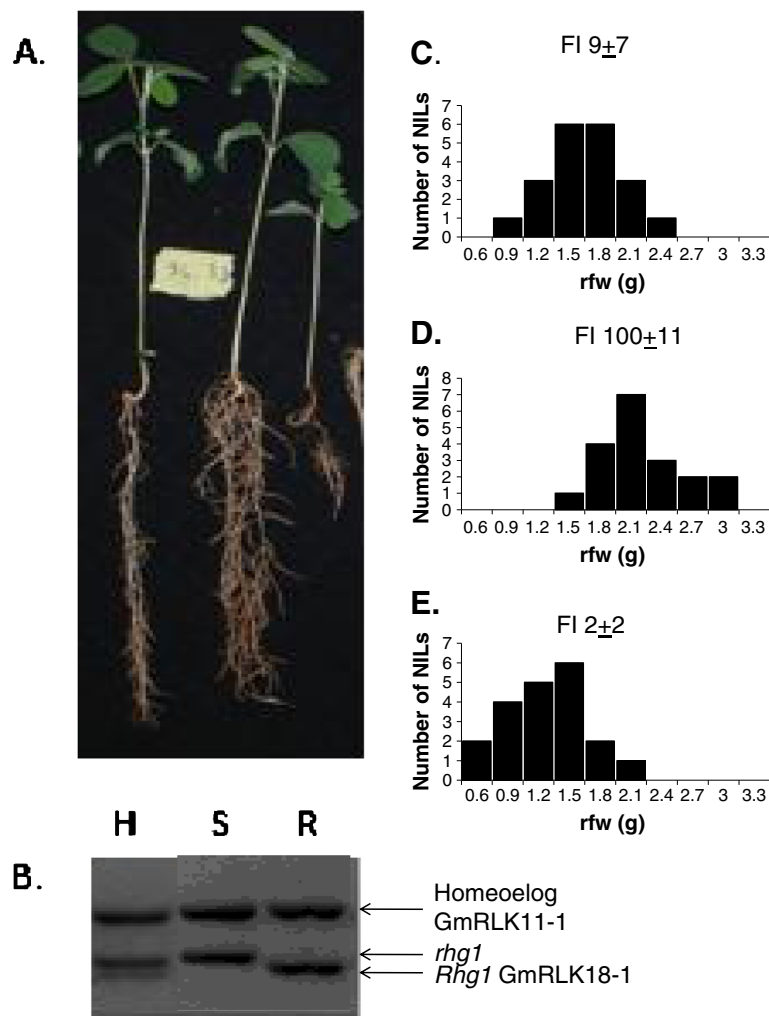 A.
C.
FI 9±7
Number of NILs
7
6
5
4
3
2
1
0
0.6 0.9 1.2 1.5 1.8 2.1 2.4 2.7 3 3.3
rfw (g)
D.
FI 100±11
Number of NILs
8
7
6
5
4
3
2
1
0
0.6 0.9 1.2 1.5 1.8 2.1 2.4 2.7 3 3.3
rfw (g)
E.
FI 2±2
Number of NILs
7
6
5
4
3
2
1
0
0.6 0.9 1.2 1.5 1.8 2.1 2.4 2.7 3 3.3
rfw (g)
H S R
B.
Homeoelog
GmRLK11-1
rhg1
Rhg1 GmRLK18-1